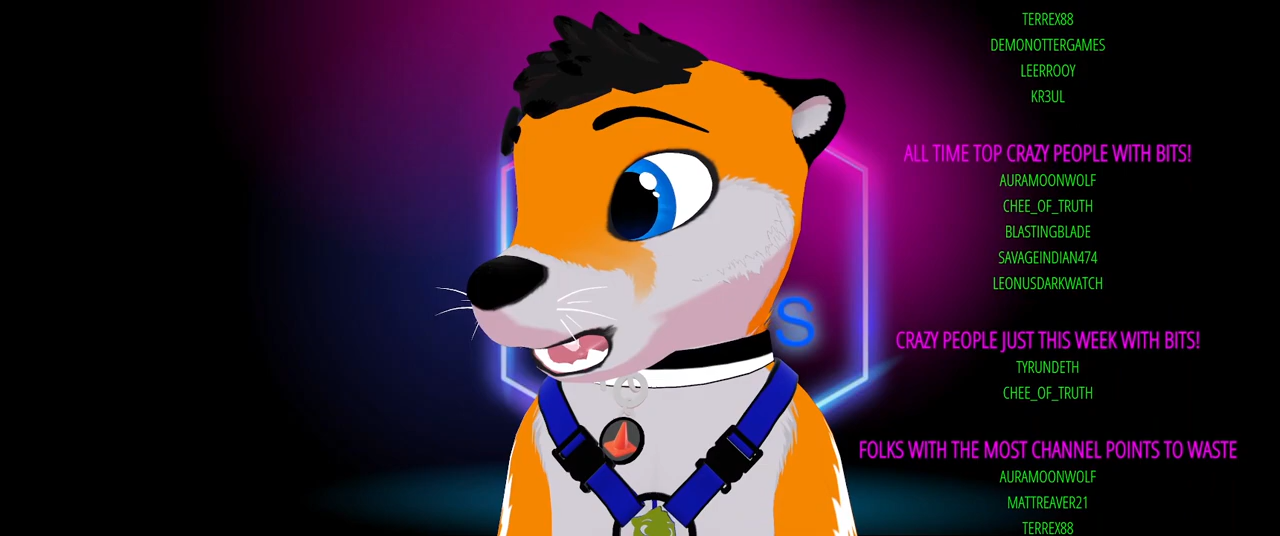 TERREX88
DEMONOTTERGAMES
LEERROOY
KR3UL
ALL TIME TOP CRAZY PEOPLE WITH BITS!
AURAMOONWOLF
CHEE_OF_TRUTH
BLASTINGBLADE
SAVAGEINDIAN474
LEONUSDARKWATCH
S
CRAZY PEOPLE JUST THIS WEEK WITH BITS!
TYRUNDETH
CHEE_OF_TRUTH
FOLKS WITH THE MOST CHANNEL POINTS TO WASTE
AURAMOONWOLF
MATTREAVER21
TERREX88